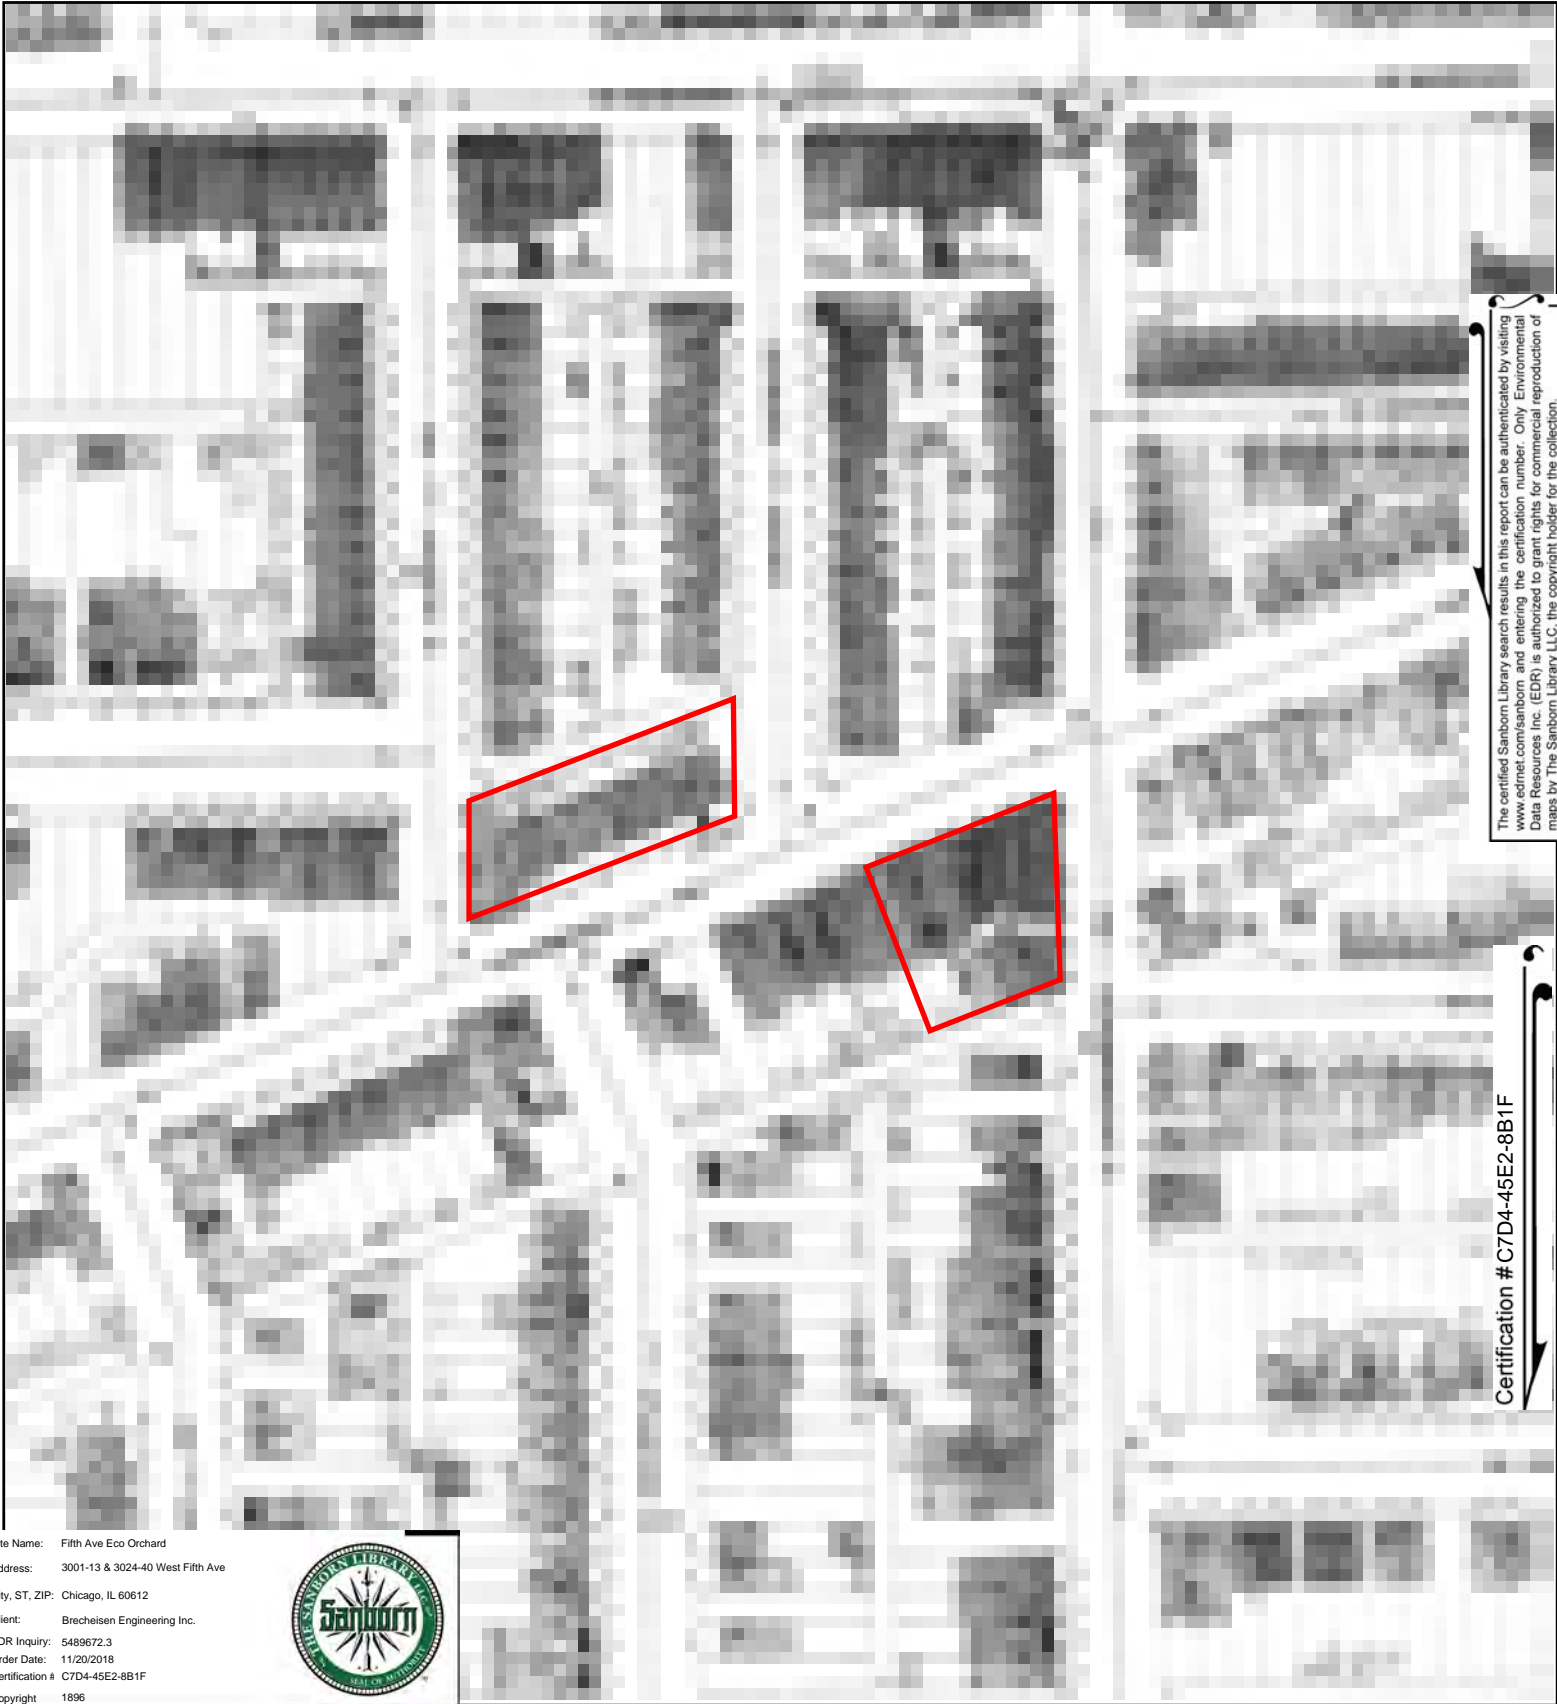 The certified Sanborn Library search results in this report can be authenticated by visiting
www.edrnet.com/sanborn and entering the certification number. Only Environmental
Data Resources Inc. (EDR) is authorized to grant rights for commercial reproduction of
maps by The Sanborn Library LLC, the copyright holder for the collection.
Certification # C7D4-45E2-8B1F
te Name: Fifth Ave Eco Orchard
ddress: 3001-13 & 3024-40 West Fifth Ave
ty, ST, ZIP: Chicago, IL 60612
ient: Brecheisen Engineering Inc.
DR Inquiry: 5489672.3
rder Date: 11/20/2018
ertification # C7D4-45E2-8B1F
opyright 1896
THE SANBORN LIBRARY, LLC
Sanborn
SEAL OF AUTHORITY